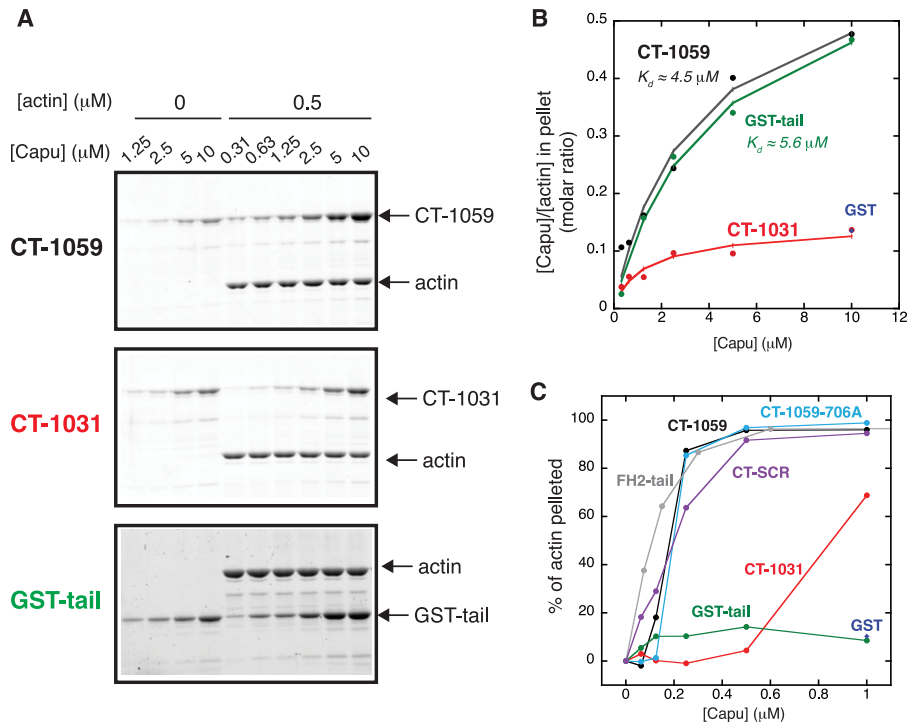 A
[actin] (μM) 0 0.5
[Capu] (μM) 1.25 2.5 5 10 0.31 0.63 1.25 2.5 5 10
CT-1059
CT-1059
actin
CT-1031
CT-1031
actin
GST-tail
actin
GST-tail
B
[Capu]/[actin] in pellet
(molar ratio)
0.5
0.4
0.3
0.2
0.1
0
CT-1059
Kd ≈ 4.5 μM
GST-tail
Kd ≈ 5.6 μM
GST
CT-1031
0 2 4 6 8 10 12
[Capu] (μM)
C
% of actin pelleted
100
80
60
40
20
0
CT-1059
CT-1059-706A
FH2-tail
CT-SCR
CT-1031
GST-tail
GST
0 0.2 0.4 0.6 0.8 1
[Capu] (μM)